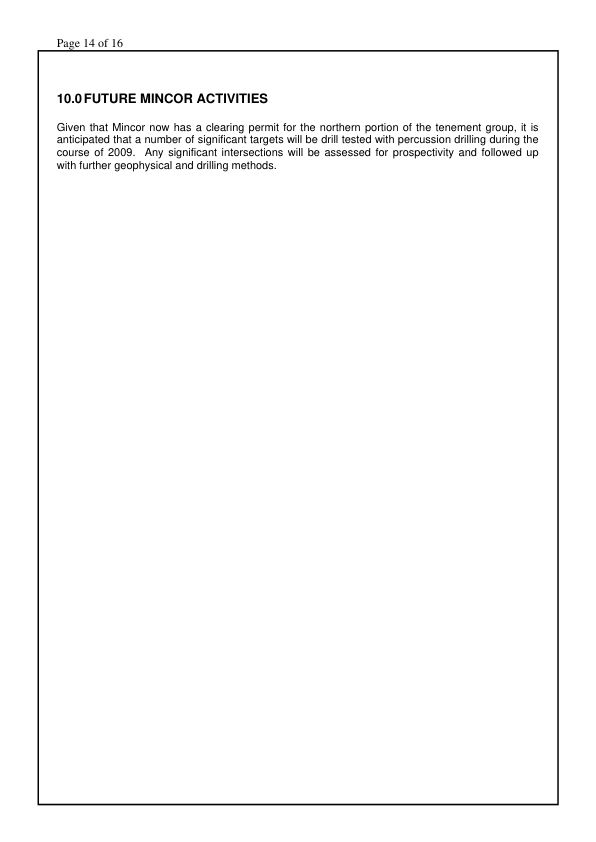 Page 14 of 16
10.0 FUTURE MINCOR ACTIVITIES
Given that Mincor now has a clearing permit for the northern portion of the tenement group, it is
anticipated that a number of significant targets will be drill tested with percussion drilling during the
course of 2009.  Any significant intersections will be assessed for prospectivity and followed up
with further geophysical and drilling methods.